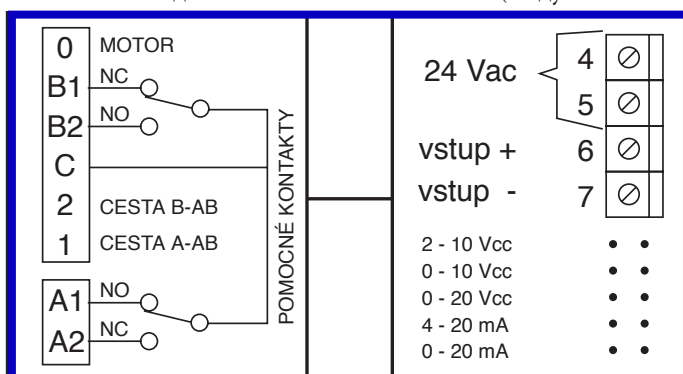 0 MOTOR
B1 NC
B2 NO
C
2 CESTA B-AB
1 CESTA A-AB
A1 NO
A2 NC
POMOCNÉ KONTAKTY
24 Vac
4
5
vstup + 6
vstup - 7
2 - 10 Vcc
0 - 10 Vcc
0 - 20 Vcc
4 - 20 mA
0 - 20 mA